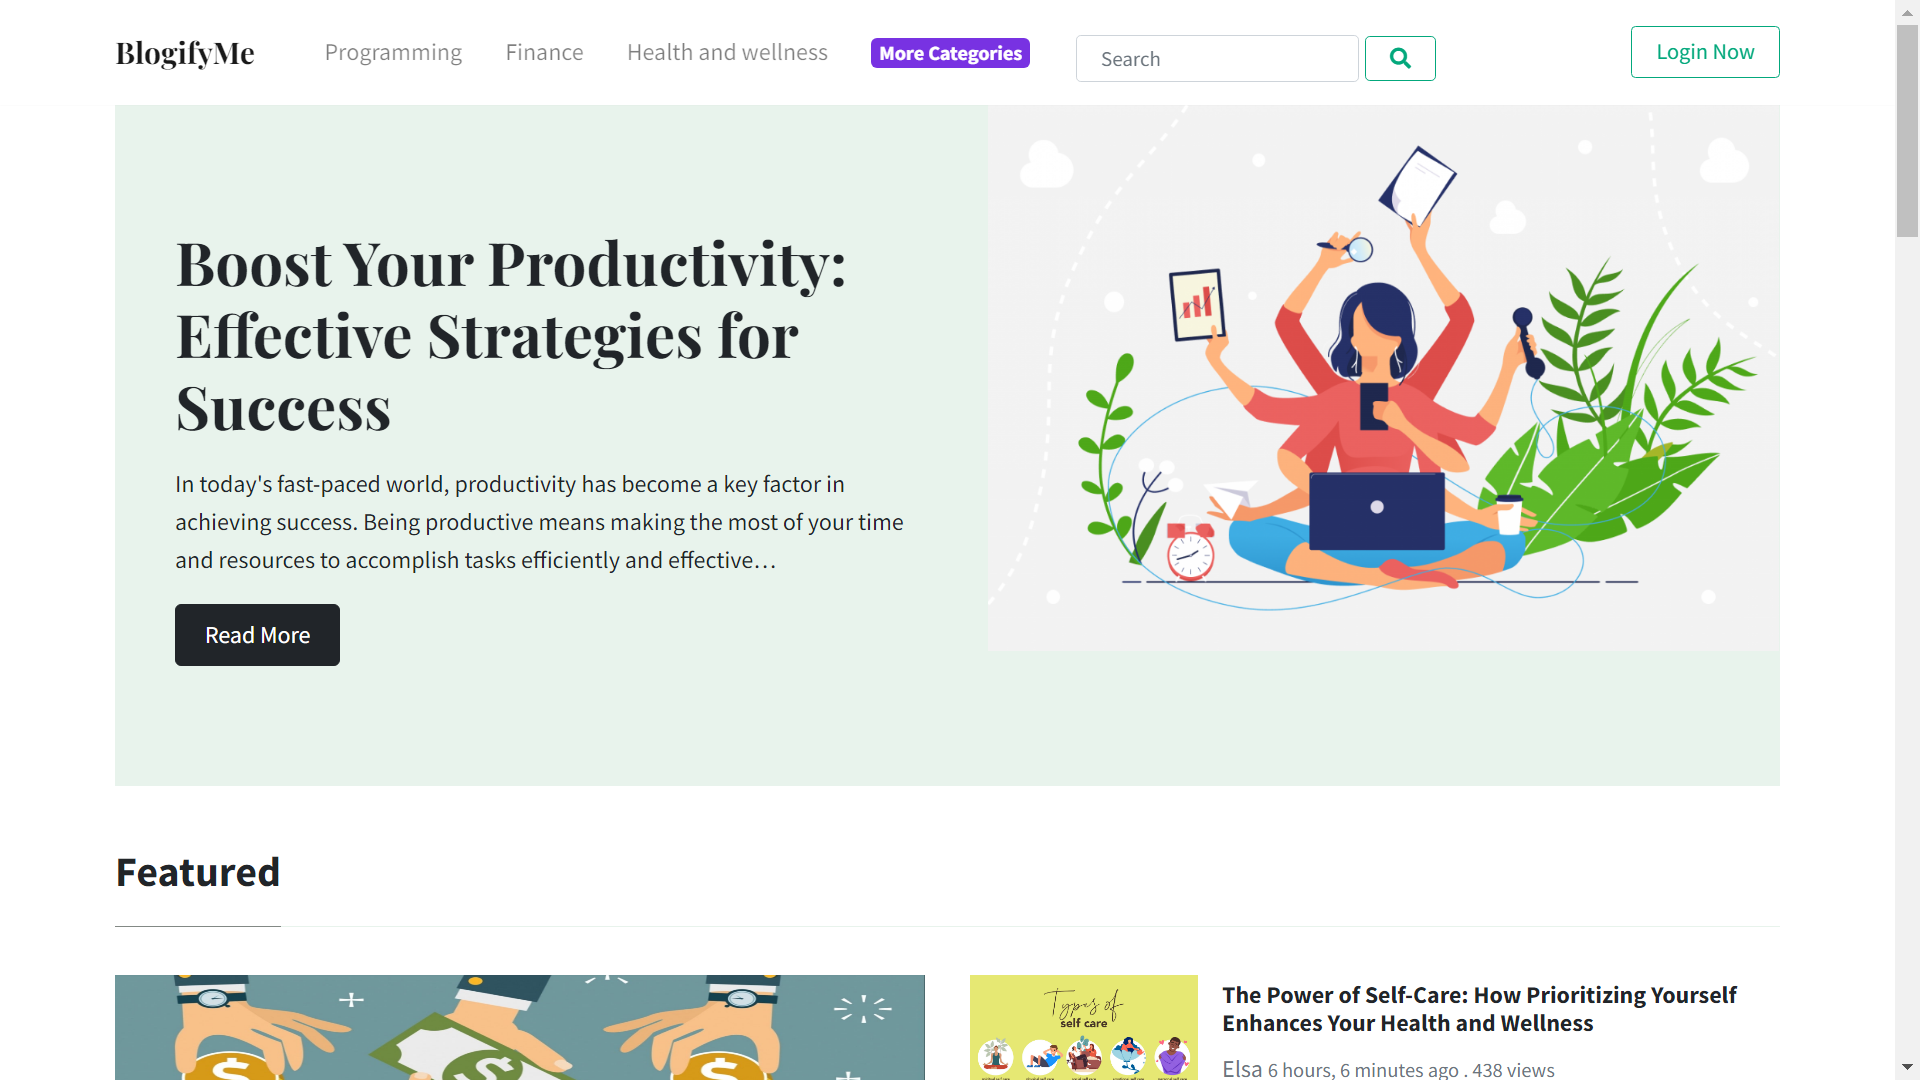 BlogifyMe
Programming
Finance
Health and wellness
More Categories
Search
Login Now
Boost Your Productivity:
Effective Strategies for
Success
In today's fast-paced world, productivity has become a key factor in
achieving success. Being productive means making the most of your time
and resources to accomplish tasks efficiently and effective…
Read More
Featured
$
$
$
Types of
self care
The Power of Self-Care: How Prioritizing Yourself
Enhances Your Health and Wellness
Elsa 6 hours, 6 minutes ago . 438 views